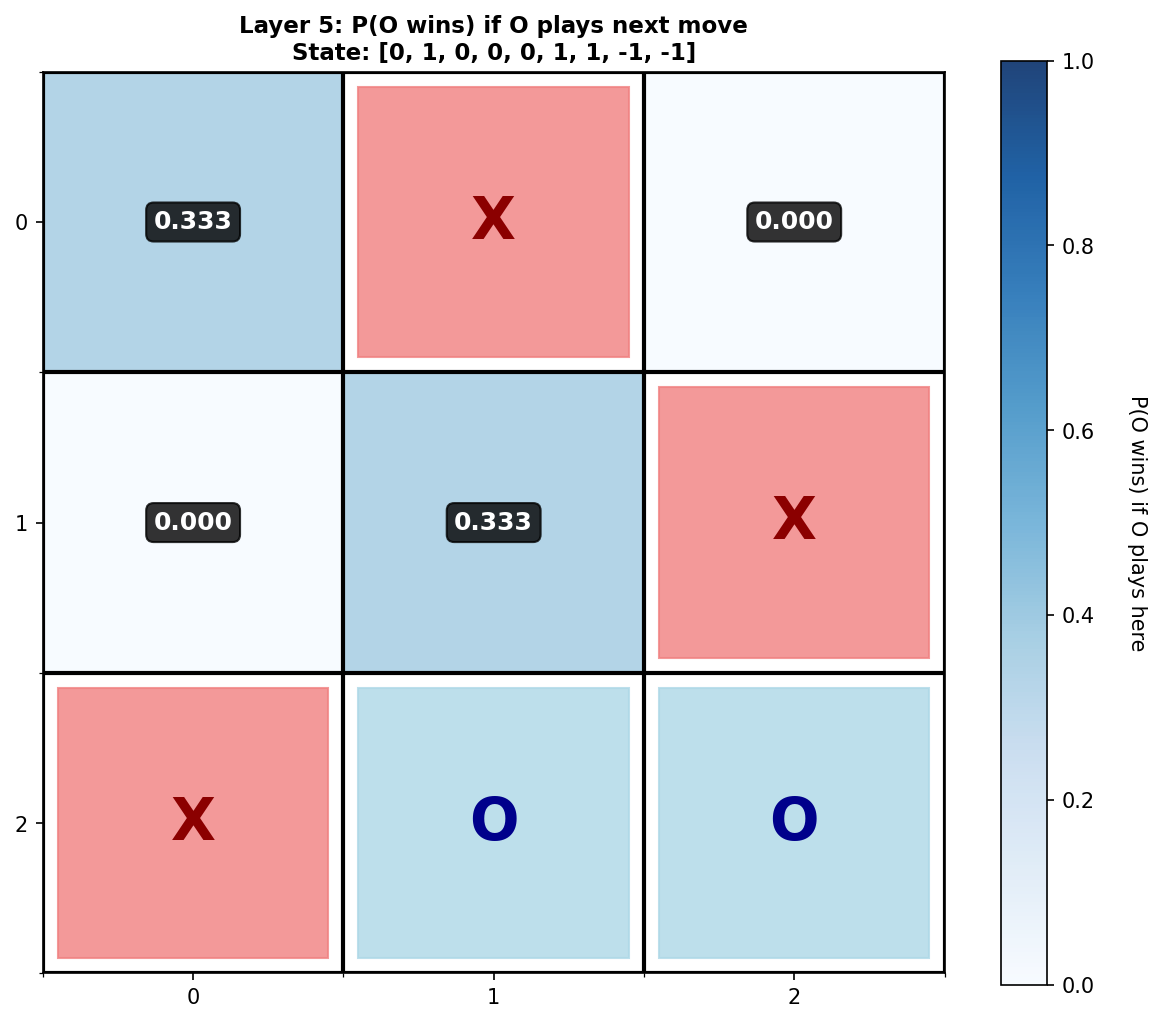 Layer 5: P(O wins) if O plays next move
State: [0, 1, 0, 0, 0, 1, 1, -1, -1]
0
0.333
X
0.000
1
0.000
0.333
X
2
X
O
O
0
1
2
1.0
0.8
0.6
0.4
0.2
0.0
P(O wins) if O plays here